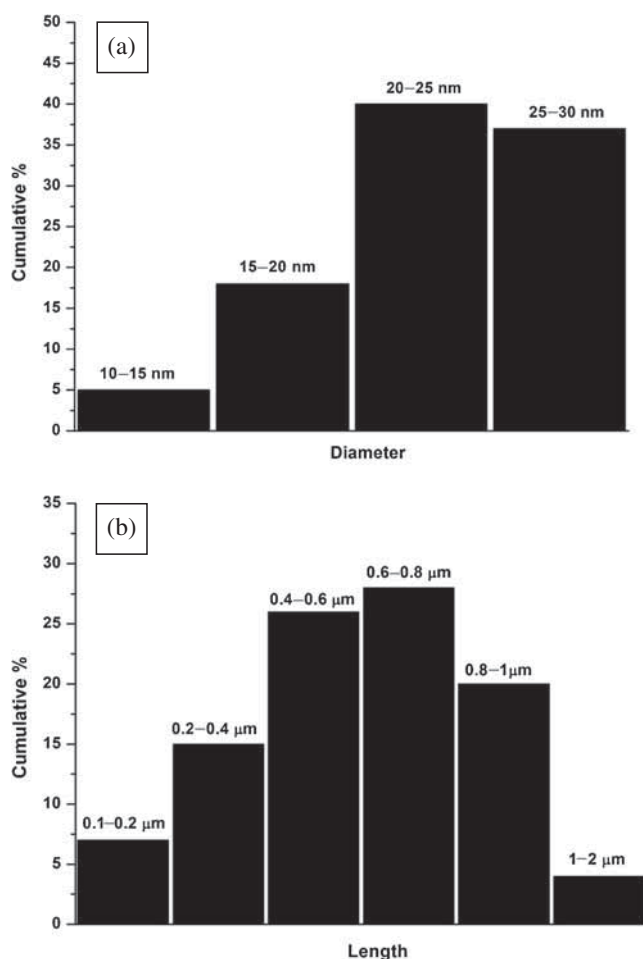 (a)
50
45
40
35
30
25
20
15
10
5
0
Cumulative %
10–15 nm
15–20 nm
20–25 nm
25–30 nm
Diameter
(b)
35
30
25
20
15
10
5
0
Cumulative %
0.1–0.2 μm
0.2–0.4 μm
0.4–0.6 μm
0.6–0.8 μm
0.8–1μm
1–2 μm
Length